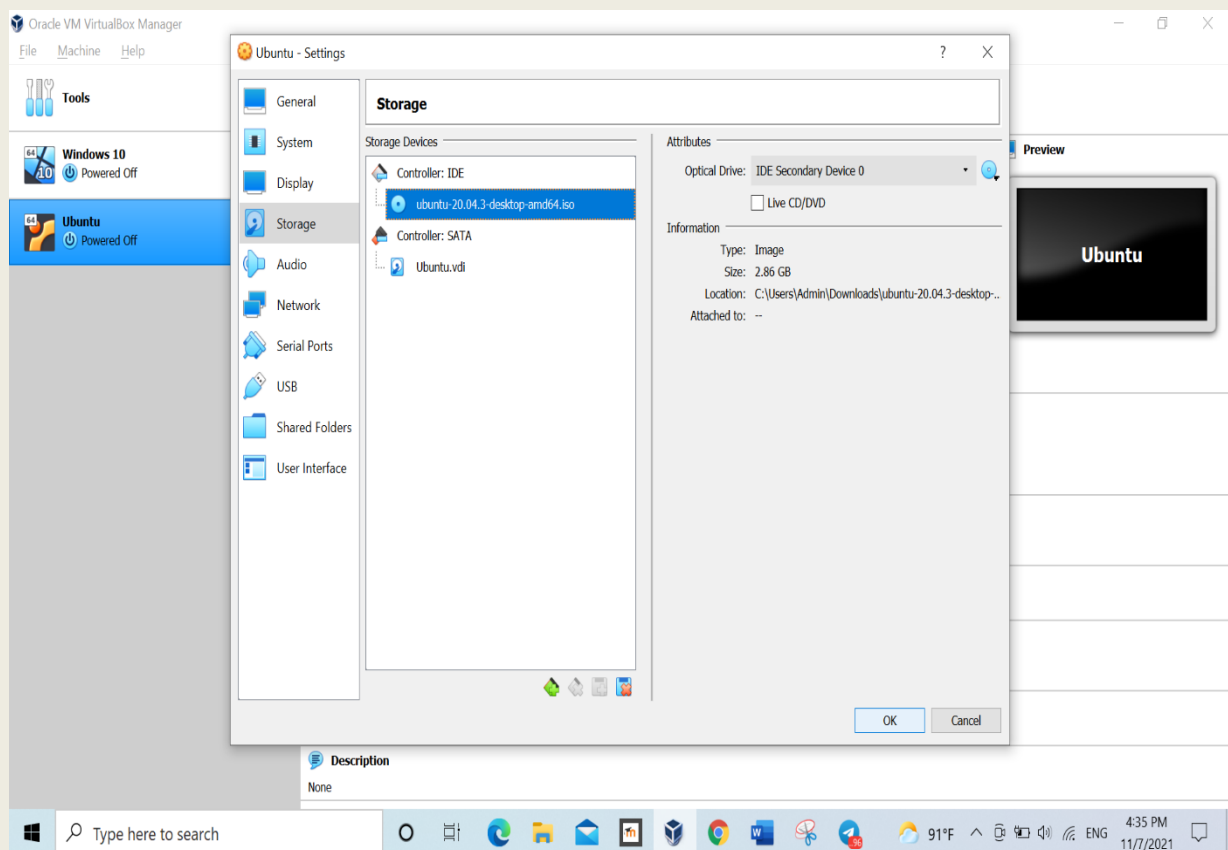 Oracle VM VirtualBox Manager
File Machine Help
Tools
64
10
Windows 10
Powered Off
64
Ubuntu
Powered Off
Ubuntu - Settings
?
General
System
Display
Storage
Audio
Network
Serial Ports
USB
Shared Folders
User Interface
Storage
Storage Devices
Controller: IDE
ubuntu-20.04.3-desktop-amd64.iso
Controller: SATA
Ubuntu.vdi
Attributes
Optical Drive: IDE Secondary Device 0
Live CD/DVD
Information
Type: Image
Size: 2.86 GB
Location: C:\Users\Admin\Downloads\ubuntu-20.04.3-desktop-..
Attached to: --
OK Cancel
Preview
Ubuntu
Description
None
Type here to search
96
91°F
ENG
4:35 PM
11/7/2021